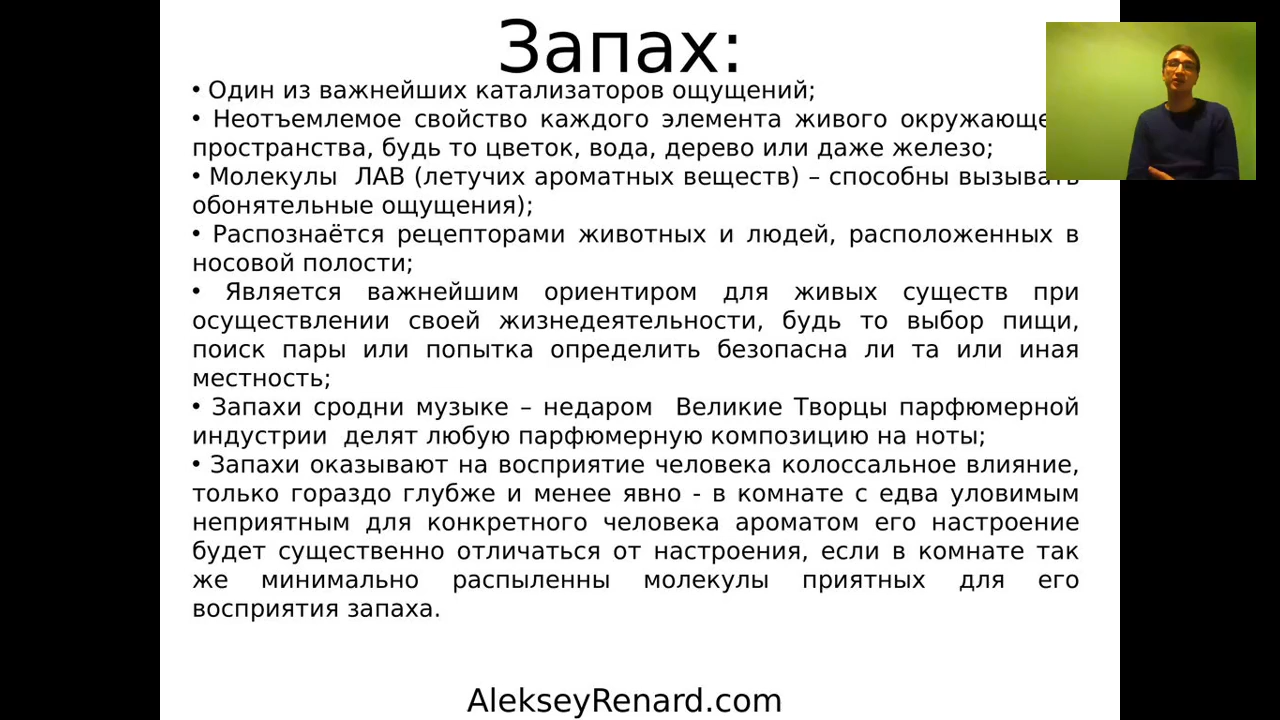 Запах:
• Один из важнейших катализаторов ощущений;
• Неотъемлемое свойство каждого элемента живого
пространства, будь то цветок, вода, дерево или даже железо;
• Молекулы ЛАВ (летучих ароматных веществ) – способны вызывать
обонятельные ощущения);
• Распознаётся рецепторами животных и людей, расположенных в
носовой полости;
• Является важнейшим ориентиром для живых существ при
осуществлении своей жизнедеятельности, будь то выбор пищи,
поиск пары или попытка определить безопасна ли та или иная
местность;
• Запахи сродни музыке – недаром Великие Творцы парфюмерной
индустрии делят любую парфюмерную композицию на ноты;
• Запахи оказывают на восприятие человека колоссальное влияние,
только гораздо глубже и менее явно - в комнате с едва уловимым
неприятным для конкретного человека ароматом его настроение
будет существенно отличаться от настроения, если в комнате так
же минимально распыленны молекулы приятных для его
восприятия запаха.
AlekseyRenard.com